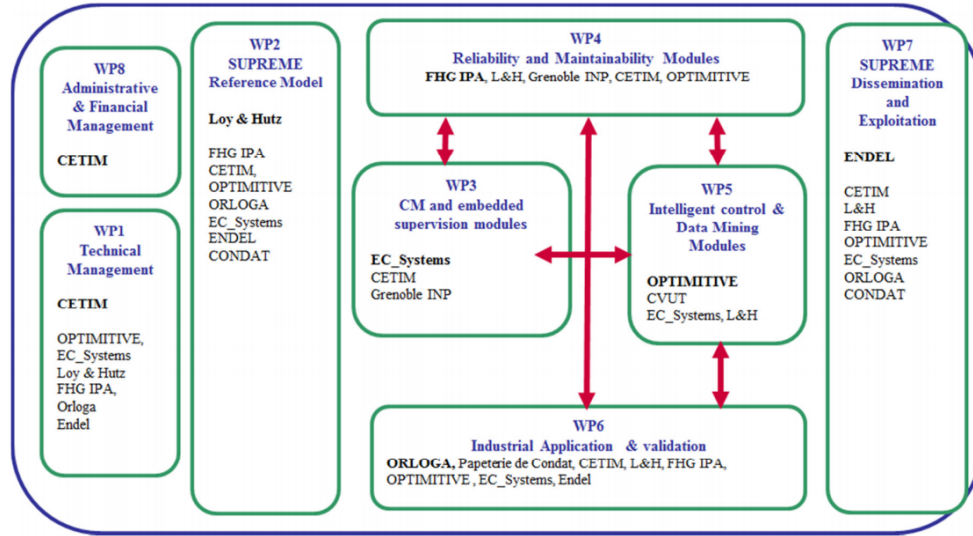 WP8
Administrative
& Financial
Management
CETIM
WP1
Technical
Management
CETIM
OPTIMITIVE,
EC_Systems
Loy & Hutz
FHG IPA,
Orloga
Endel
WP2
SUPREME
Reference Model
Loy & Hutz
FHG IPA
CETIM,
OPTIMITIVE
ORLOGA
EC_Systems
ENDEL
CONDAT
WP4
Reliability and Maintainability Modules
FHG IPA, L&H, Grenoble INP, CETIM, OPTIMITIVE
WP3
CM and embedded
supervision modules
EC_Systems
CETIM
Grenoble INP
WP5
Intelligent control &
Data Mining
Modules
OPTIMITIVE
CVUT
EC_Systems, L&H
WP6
Industrial Application & validation
ORLOGA, Papeterie de Condat, CETIM, L&H, FHG IPA,
OPTIMITIVE , EC_Systems, Endel
WP7
SUPREME
Dissemination
and
Exploitation
ENDEL
CETIM
L&H
FHG IPA
OPTIMITIVE
EC_Systems
ORLOGA
CONDAT